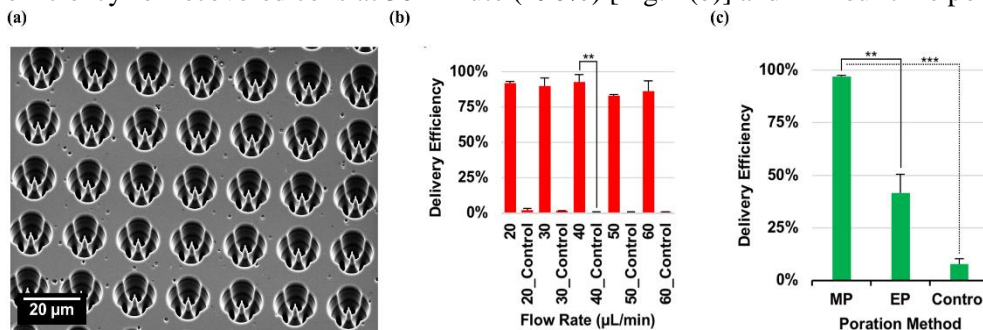 (a)
(b)
(c)
20 µm
Delivery Efficiency
100%
75%
50%
25%
0%
**
20
20_Control
30
30_Control
40
40_Control
50
50_Control
60
60_Control
Flow Rate (µL/min)
Delivery Efficiency
100%
75%
50%
25%
0%
**
***
MP
EP
Contro
Poration Method